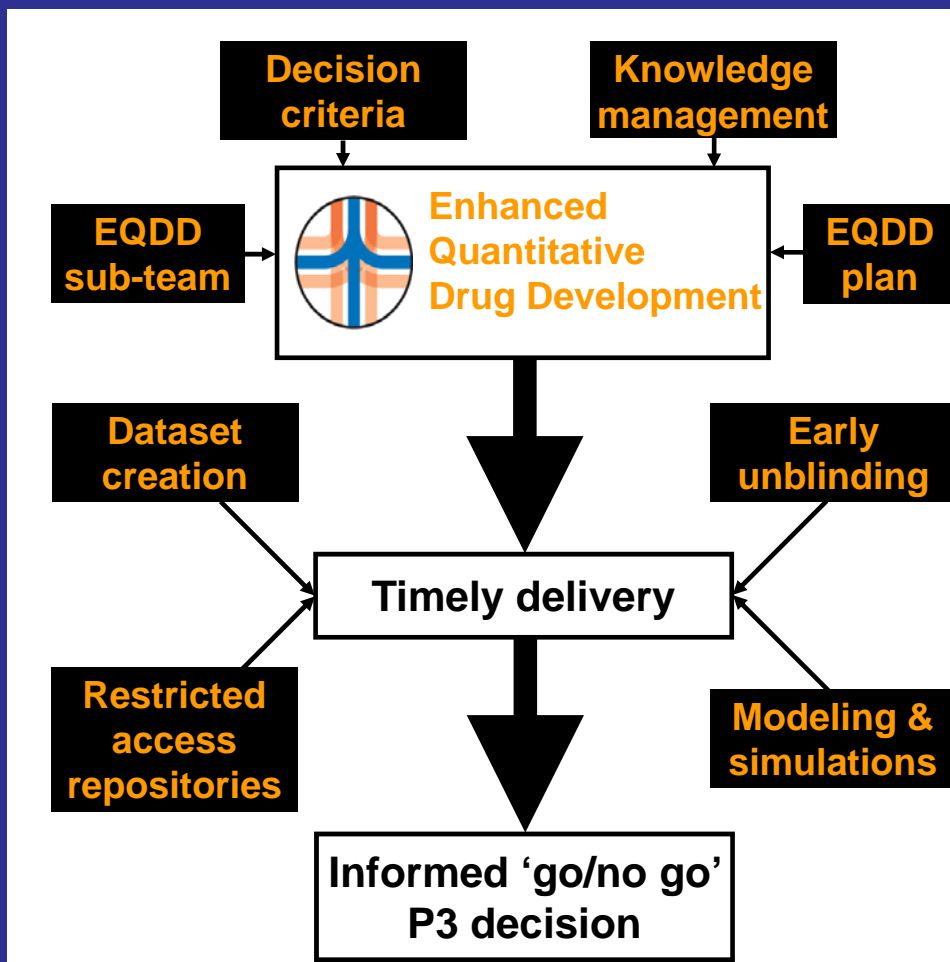 Decision
criteria
Knowledge
management
EQDD
sub-team
Enhanced
Quantitative
Drug Development
EQDD
plan
Dataset
creation
Early
unblinding
Timely delivery
Restricted
access
repositories
Modeling &
simulations
Informed ‘go/no go’
P3 decision